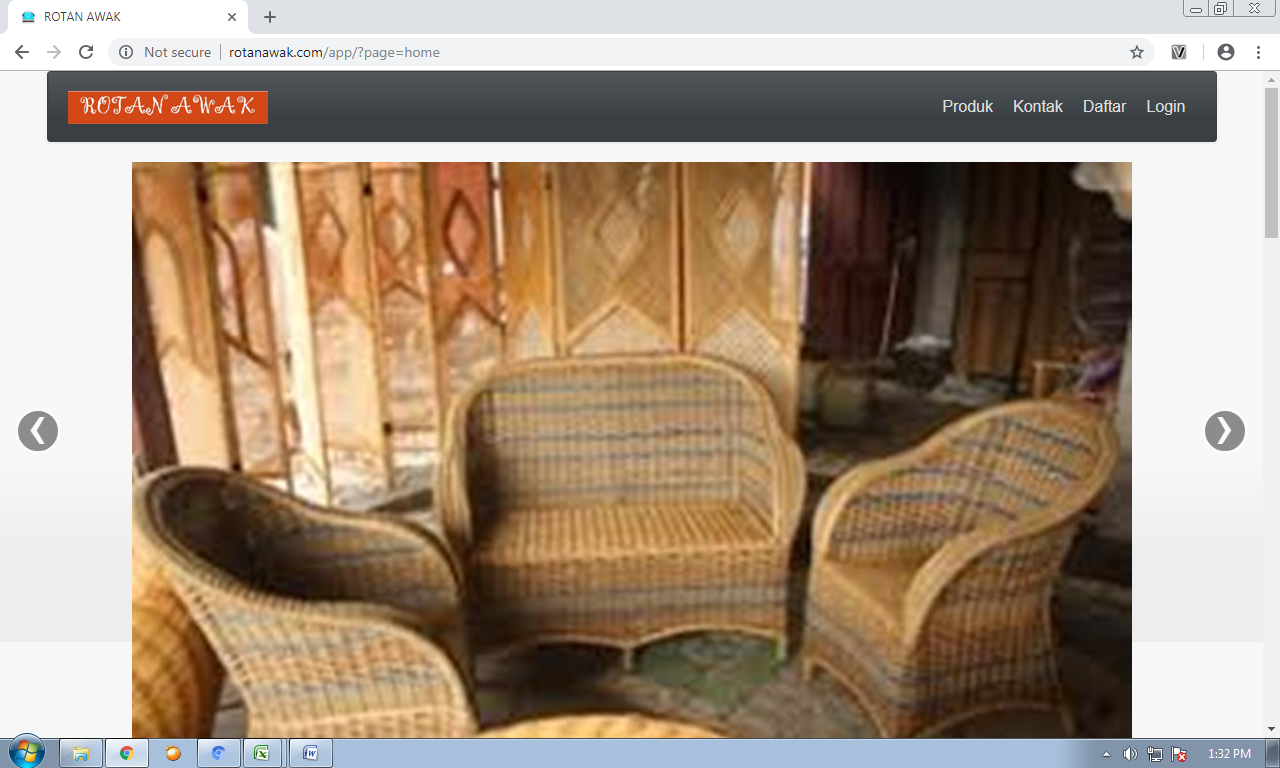 ROTAN AWAK
Not secure
rotanawak.com/app/?page=home
ROTAN AWAK
Produk Kontak Daftar Login
1:32 PM